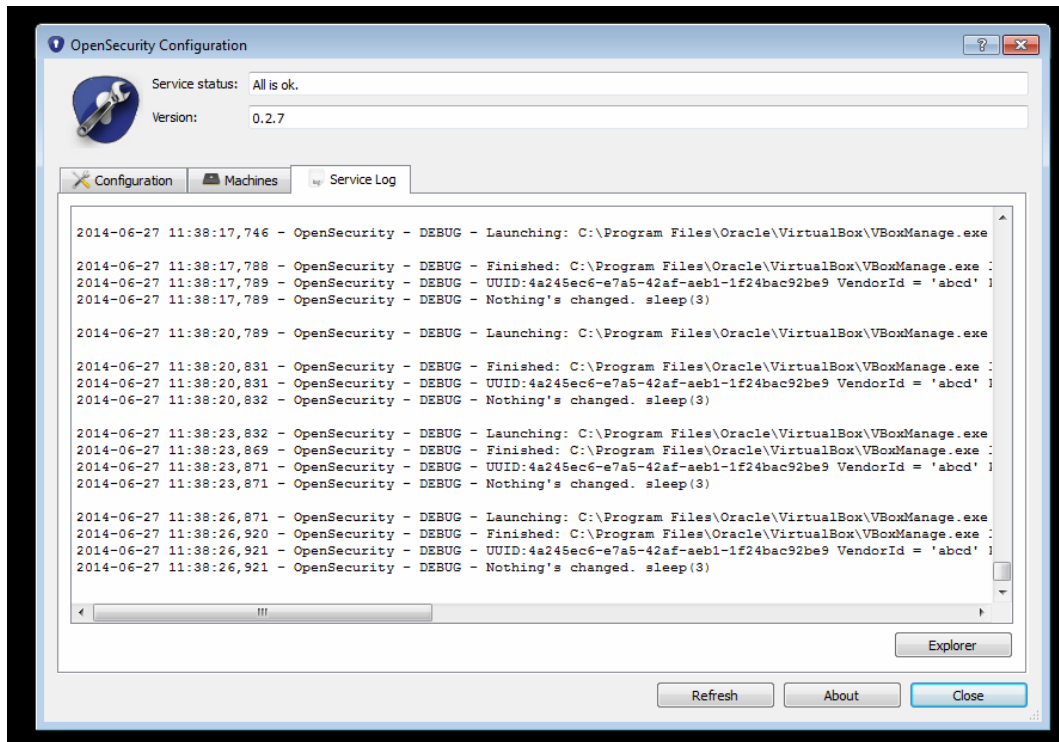 OpenSecurity Configuration
Service status: All is ok.
Version: 0.2.7
Configuration Machines Service Log
2014-06-27 11:38:17,746 - OpenSecurity - DEBUG - Launching: C:\Program Files\Oracle\VirtualBox\VBoxManage.exe
2014-06-27 11:38:17,788 - OpenSecurity - DEBUG - Finished: C:\Program Files\Oracle\VirtualBox\VBoxManage.exe
2014-06-27 11:38:17,789 - OpenSecurity - DEBUG - UUID:4a245ec6-e7a5-42af-aeb1-1f24bac92be9 VendorId = 'abcd'
2014-06-27 11:38:17,789 - OpenSecurity - DEBUG - Nothing's changed. sleep(3)
2014-06-27 11:38:20,789 - OpenSecurity - DEBUG - Launching: C:\Program Files\Oracle\VirtualBox\VBoxManage.exe
2014-06-27 11:38:20,831 - OpenSecurity - DEBUG - Finished: C:\Program Files\Oracle\VirtualBox\VBoxManage.exe
2014-06-27 11:38:20,831 - OpenSecurity - DEBUG - UUID:4a245ec6-e7a5-42af-aeb1-1f24bac92be9 VendorId = 'abcd'
2014-06-27 11:38:20,832 - OpenSecurity - DEBUG - Nothing's changed. sleep(3)
2014-06-27 11:38:23,832 - OpenSecurity - DEBUG - Launching: C:\Program Files\Oracle\VirtualBox\VBoxManage.exe
2014-06-27 11:38:23,869 - OpenSecurity - DEBUG - Finished: C:\Program Files\Oracle\VirtualBox\VBoxManage.exe
2014-06-27 11:38:23,871 - OpenSecurity - DEBUG - UUID:4a245ec6-e7a5-42af-aeb1-1f24bac92be9 VendorId = 'abcd'
2014-06-27 11:38:23,871 - OpenSecurity - DEBUG - Nothing's changed. sleep(3)
2014-06-27 11:38:26,871 - OpenSecurity - DEBUG - Launching: C:\Program Files\Oracle\VirtualBox\VBoxManage.exe
2014-06-27 11:38:26,920 - OpenSecurity - DEBUG - Finished: C:\Program Files\Oracle\VirtualBox\VBoxManage.exe
2014-06-27 11:38:26,921 - OpenSecurity - DEBUG - UUID:4a245ec6-e7a5-42af-aeb1-1f24bac92be9 VendorId = 'abcd'
2014-06-27 11:38:26,921 - OpenSecurity - DEBUG - Nothing's changed. sleep(3)
Explorer
Refresh About Close